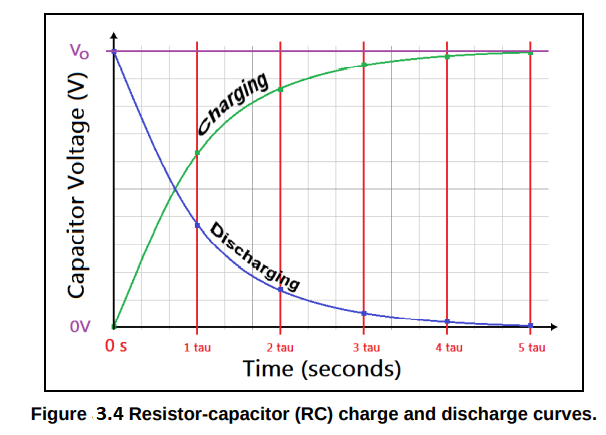 V₀
Capacitor Voltage (V)
Charging
Discharging
0V
0 s
1 tau
2 tau
3 tau
4 tau
5 tau
Time (seconds)
Figure 3.4 Resistor-capacitor (RC) charge and discharge curves.